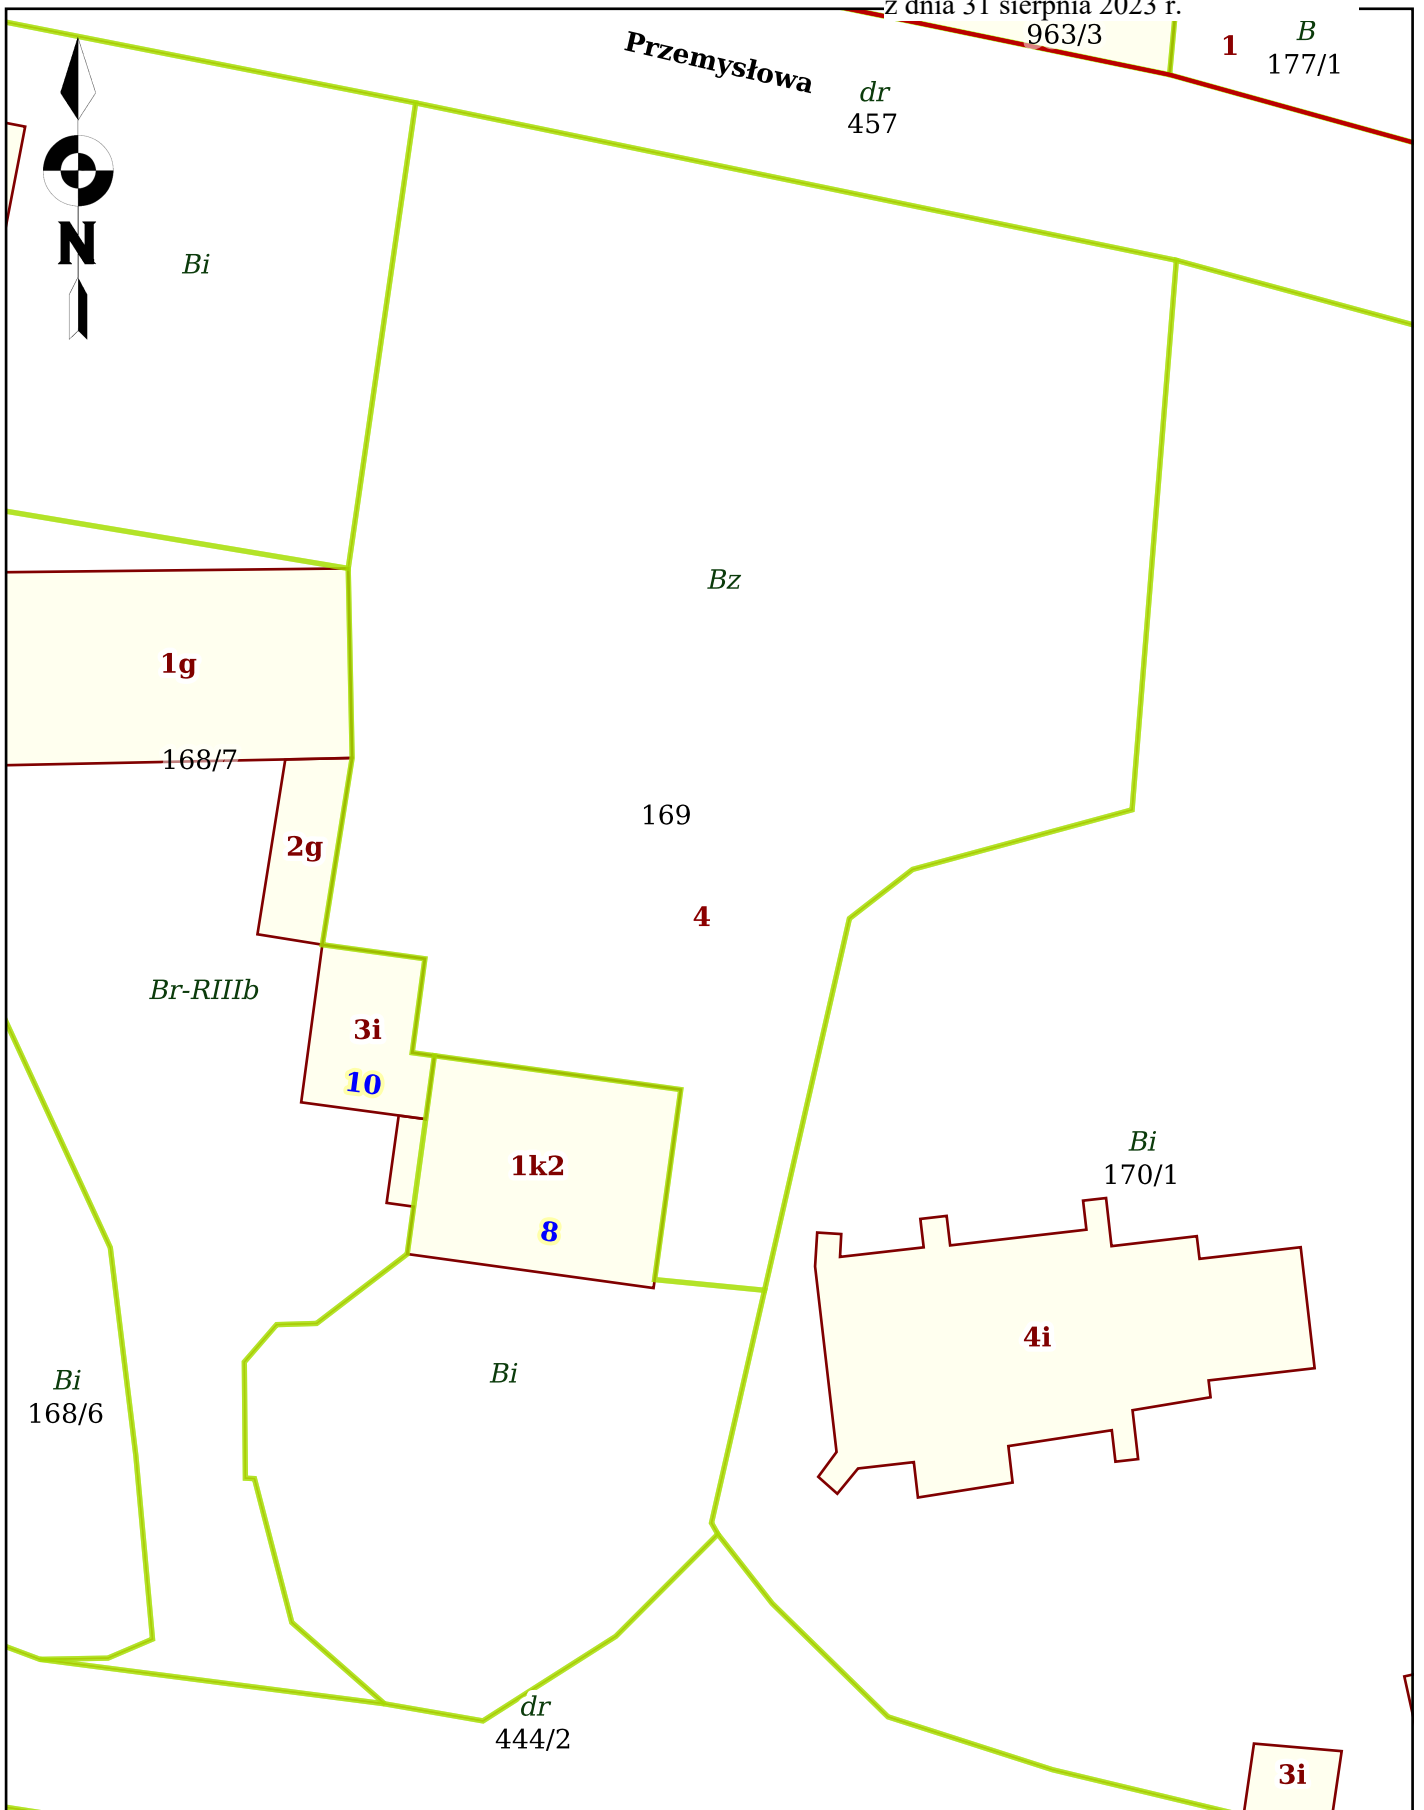 z dnia 31 sierpnia 2023 r.
963/3
1
B
177/1
Przemysłowa
dr
457
N
Bi
Bz
1g
168/7
169
2g
4
Br-RIIIb
3i
10
1k2
8
Bi
170/1
4i
Bi
168/6
Bi
dr
444/2
3i